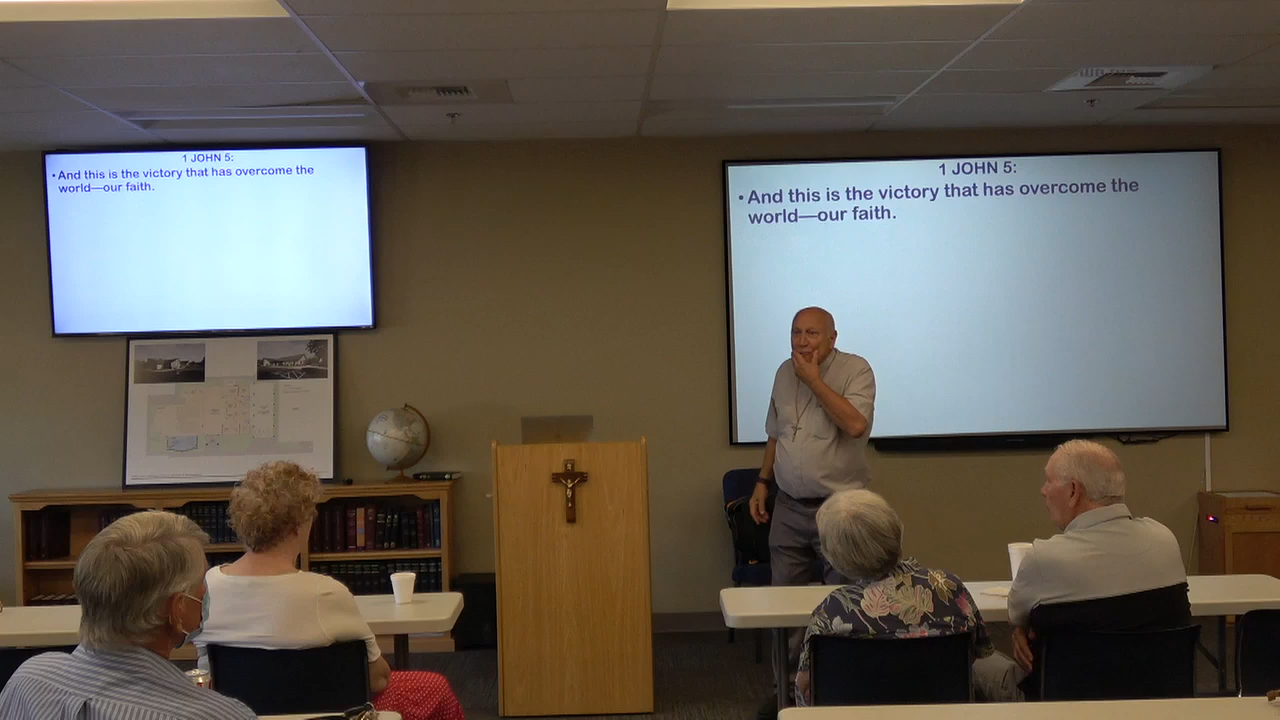 1 JOHN 5:
• And this is the victory that has overcome the
world—our faith.
1 JOHN 5:
• And this is the victory that has overcome the
world—our faith.